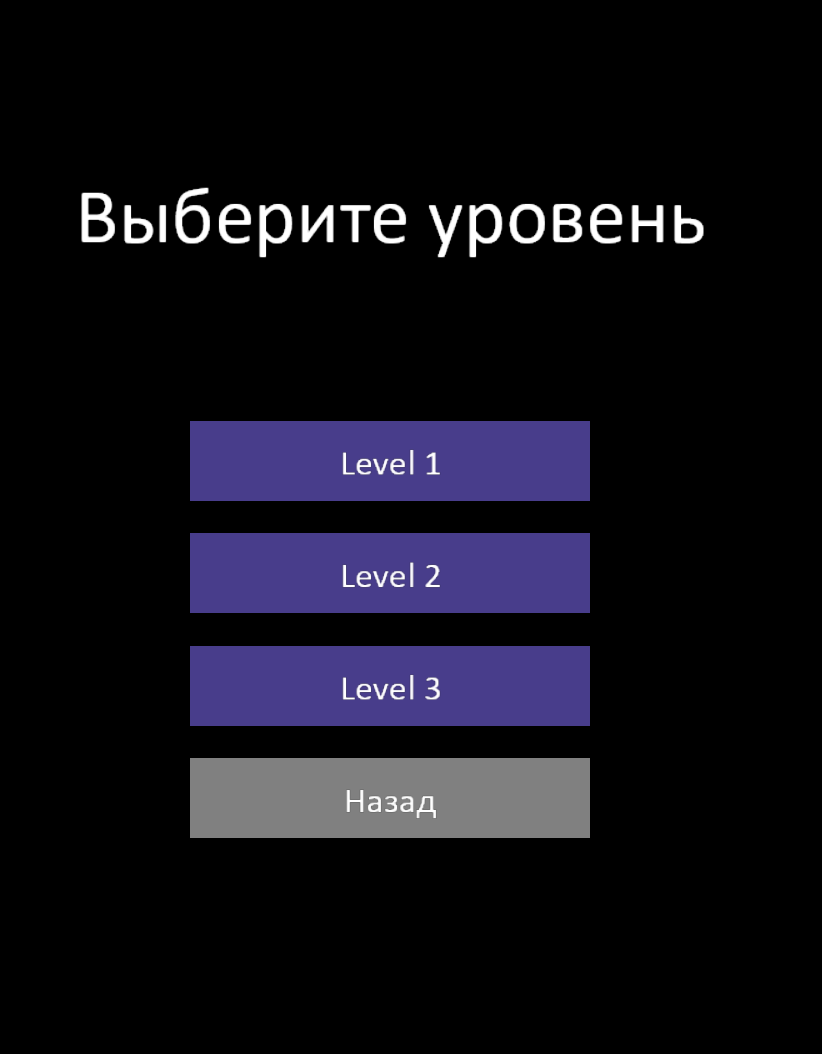 Выберите уровень
Level 1
Level 2
Level 3
Назад